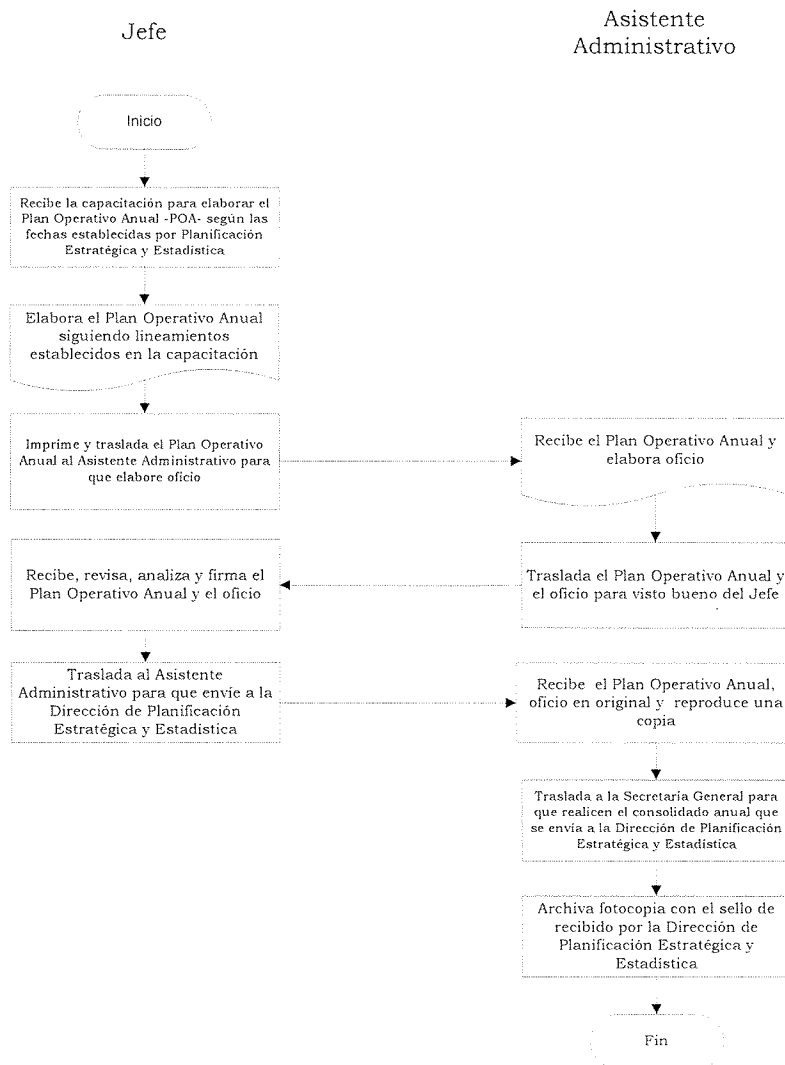 Jefe
Asistente
Administrativo
Inicio
Recibe la capacitación para elaborar el
Plan Operativo Anual -POA- según las
fechas establecidas por Planificación
Estratégica y Estadística
Elabora el Plan Operativo Anual
siguiendo lineamientos
establecidos en la capacitación
Imprime y traslada el Plan Operativo
Anual al Asistente Administrativo para
que elabore oficio
Recibe el Plan Operativo Anual y
elabora oficio
Traslada el Plan Operativo Anual y
el oficio para visto bueno del Jefe
Recibe, revisa, analiza y firma el
Plan Operativo Anual y el oficio
Traslada al Asistente
Administrativo para que envíe a la
Dirección de Planificación
Estratégica y Estadística
Recibe el Plan Operativo Anual,
oficio en original y reproduce una
copia
Traslada a la Secretaría General para
que realicen el consolidado anual que
se envía a la Dirección de Planificación
Estratégica y Estadística
Archiva fotocopia con el sello de
recibido por la Dirección de
Planificación Estratégica y
Estadística
Fin